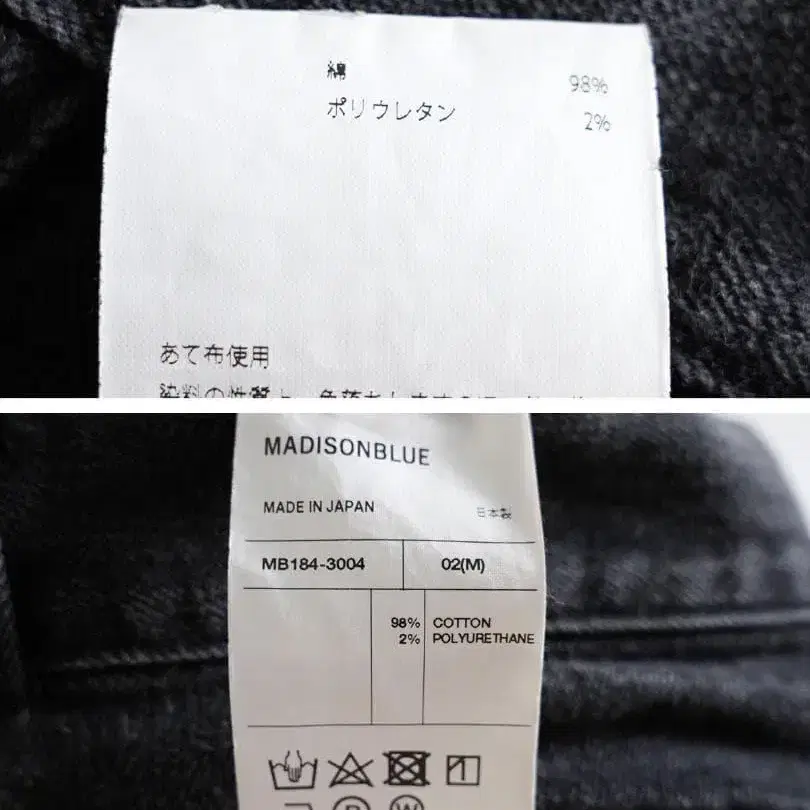 綿 98%
ポリウレタン 2%
あて布使用
MADISONBLUE
MADE IN JAPAN 日本製
MB184-3004 02(M)
98% COTTON
2% POLYURETHANE